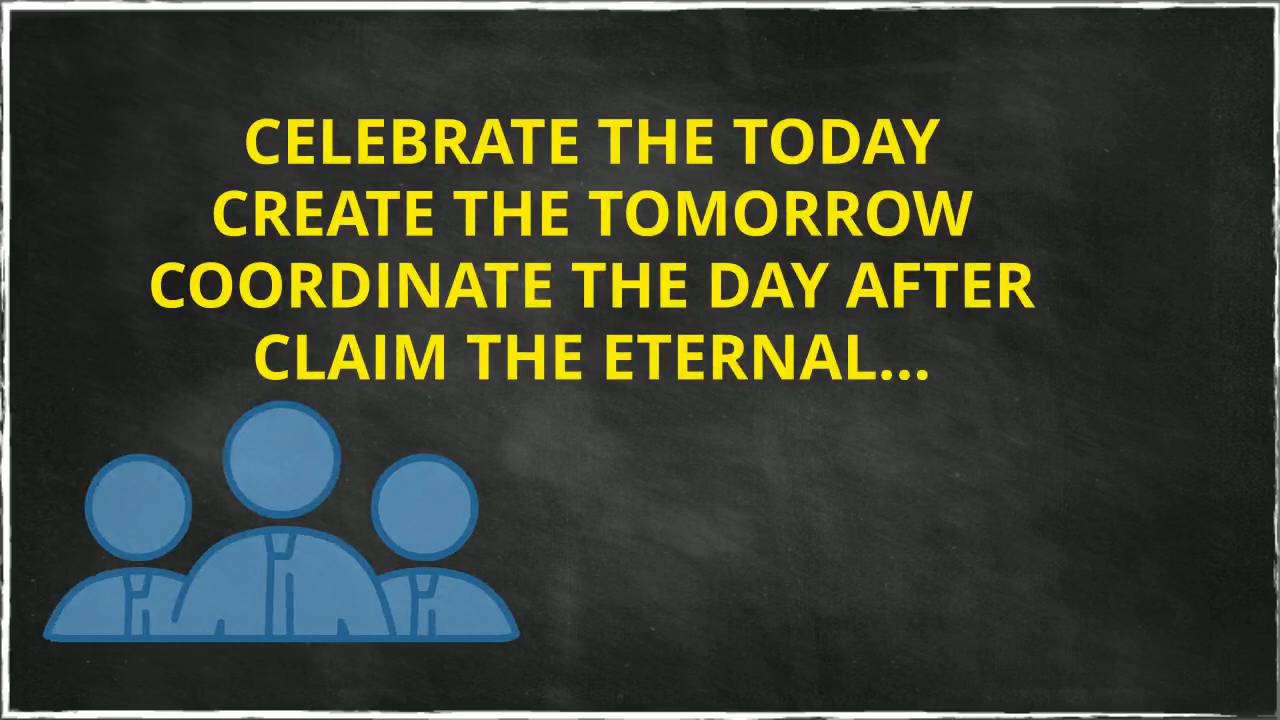 CELEBRATE THE TODAY
CREATE THE TOMORROW
COORDINATE THE DAY AFTER
CLAIM THE ETERNAL...